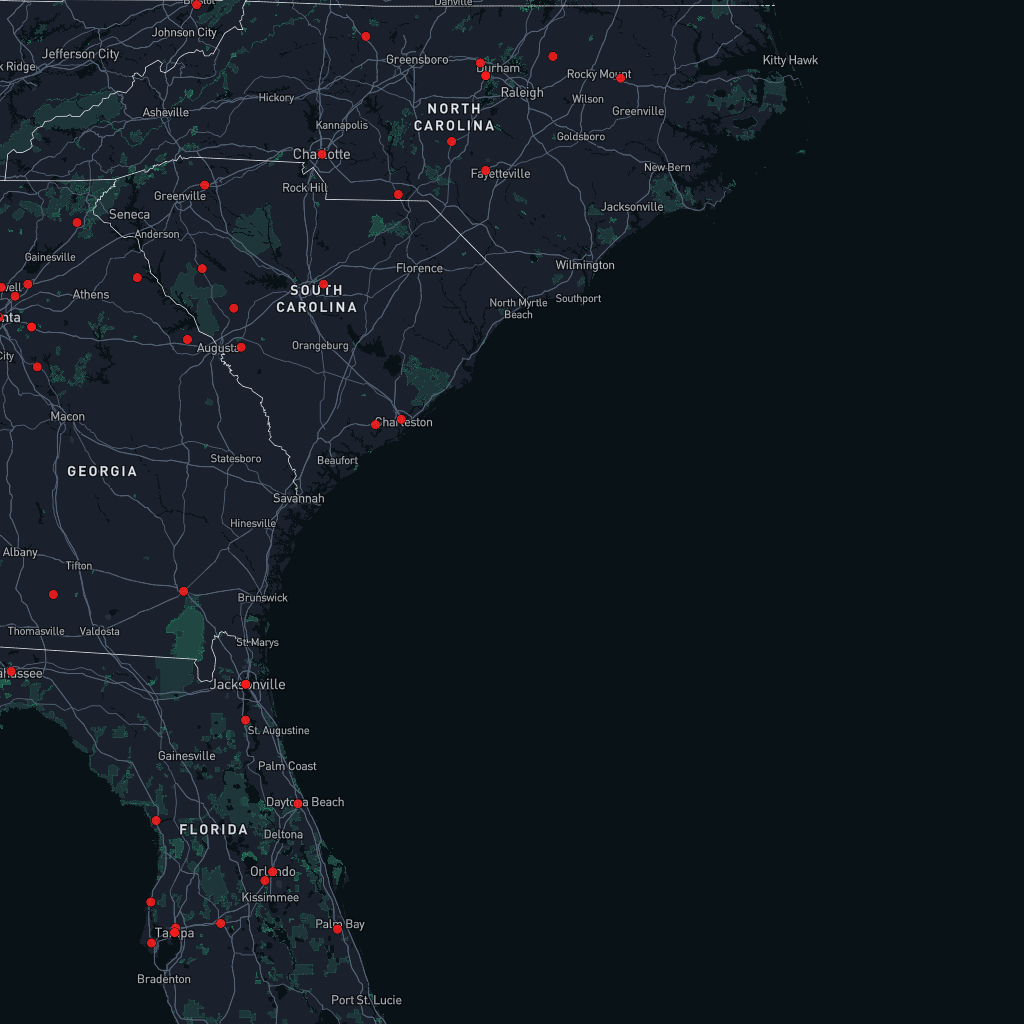 Danville
Bristol
Johnson City
Jefferson City
Ridge
Greensboro
Durham
Rocky Mount
Kitty Hawk
Hickory
Raleigh
Wilson
NORTH
CAROLINA
Greenville
Asheville
Kannapolis
Goldsboro
Charlotte
New Bern
Fayetteville
Rock Hill
Greenville
Jacksonville
Seneca
Anderson
Gainesville
Florence
Wilmington
well
Athens
SOUTH
CAROLINA
North Myrtle
Beach
Southport
nta
Augusta
Orangeburg
City
Macon
Charleston
GEORGIA
Statesboro
Beaufort
Savannah
Hinesville
Albany
Tifton
Brunswick
Thomasville
Valdosta
St. Marys
ahassee
Jacksonville
St. Augustine
Gainesville
Palm Coast
Daytona Beach
FLORIDA
Deltona
Orlando
Kissimmee
Palm Bay
Tampa
Bradenton
Port St. Lucie